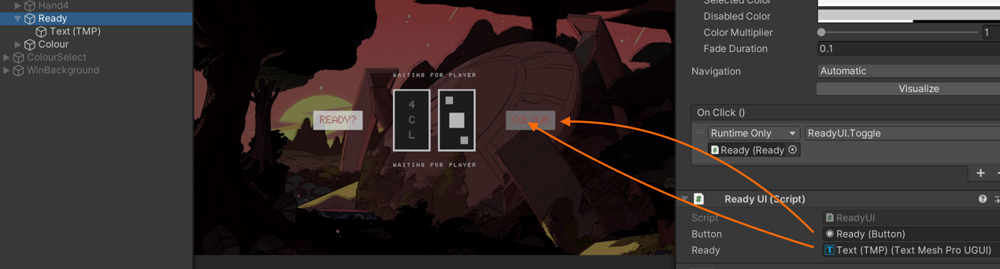 Hand4
Ready
Text (TMP)
Colour
ColourSelect
WinBackground
WAITING FOR PLAYER
READY?
4
C
L
COLOUR
WAITING FOR PLAYER
Selected Color
Disabled Color
Color Multiplier
1
Fade Duration
0.1
Navigation
Automatic
Visualize
On Click ()
Runtime Only
ReadyUI.Toggle
Ready (Ready
Ready UI (Script)
Script
ReadyUI
Button
Ready (Button)
Ready
Text (TMP) (Text Mesh Pro UGUI)